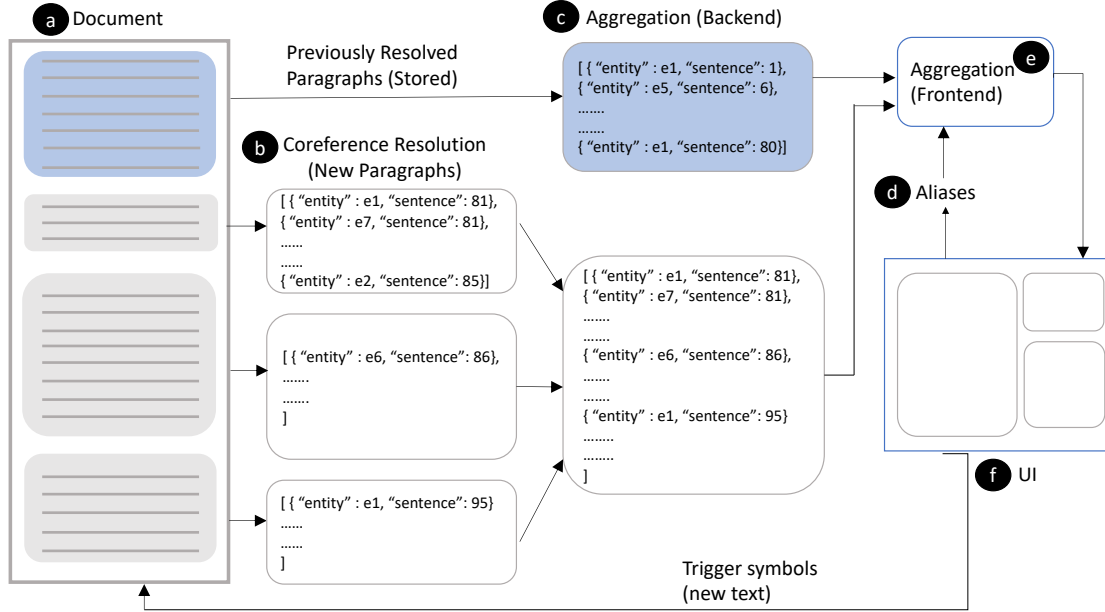 a Document
Previously Resolved
Paragraphs (Stored)
c Aggregation (Backend)
[ { “entity” : e1, “sentence”: 1},
{ “entity” : e5, “sentence”: 6},
…….
…….
{ “entity” : e1, “sentence”: 80}]
Aggregation
(Frontend)
e
b Coreference Resolution
(New Paragraphs)
[ { “entity” : e1, “sentence”: 81},
{ “entity” : e7, “sentence”: 81},
……
……
{ “entity” : e2, “sentence”: 85}]
[ { “entity” : e6, “sentence”: 86},
…….
…….
]
[ { “entity” : e1, “sentence”: 95}
……
……
]
[ { “entity” : e1, “sentence”: 81},
{ “entity” : e7, “sentence”: 81},
…….
…….
{ “entity” : e6, “sentence”: 86},
…….
…….
{ “entity” : e1, “sentence”: 95}
……..
……..
]
d Aliases
f UI
Trigger symbols
(new text)